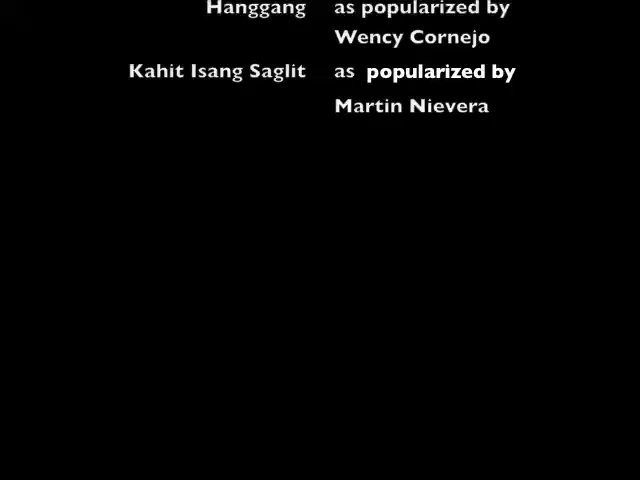 Hanggang as popularized by
Wency Cornejo
Kahit Isang Saglit as popularized by
Martin Nievera